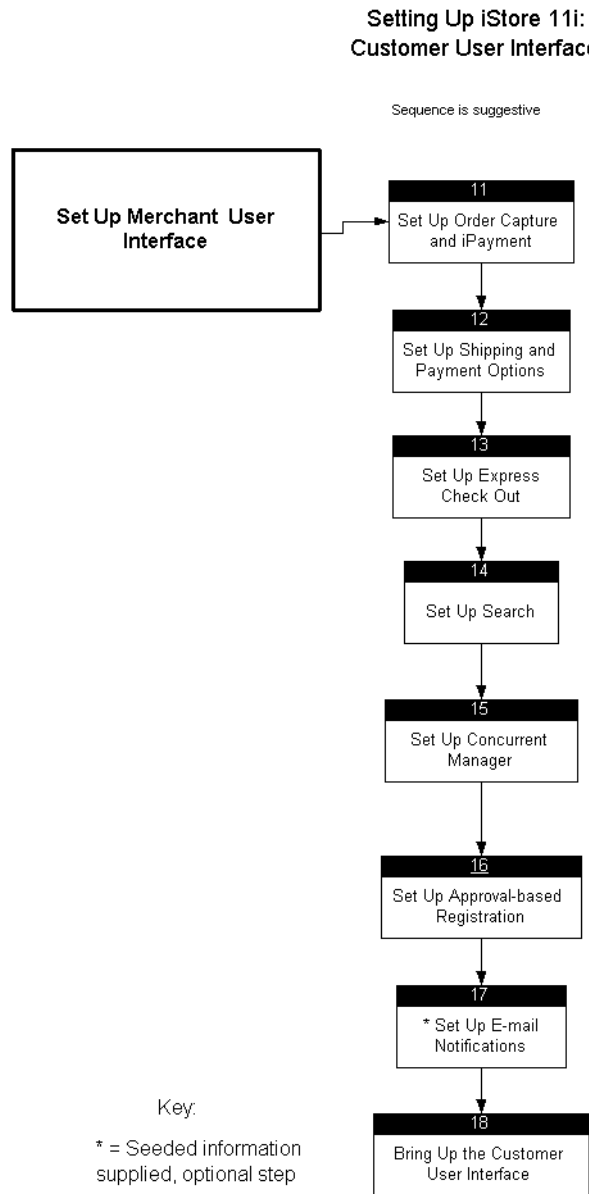 Setting Up iStore 11i:
Customer User Interface
Sequence is suggestive
Set Up Merchant User
Interface
11
Set Up Order Capture
and iPayment
12
Set Up Shipping and
Payment Options
13
Set Up Express
Check Out
14
Set Up Search
15
Set Up Concurrent
Manager
16
Set Up Approval-based
Registration
17
* Set Up E-mail
Notifications
18
Bring Up the Customer
User Interface
Key:
* = Seeded information
supplied, optional step